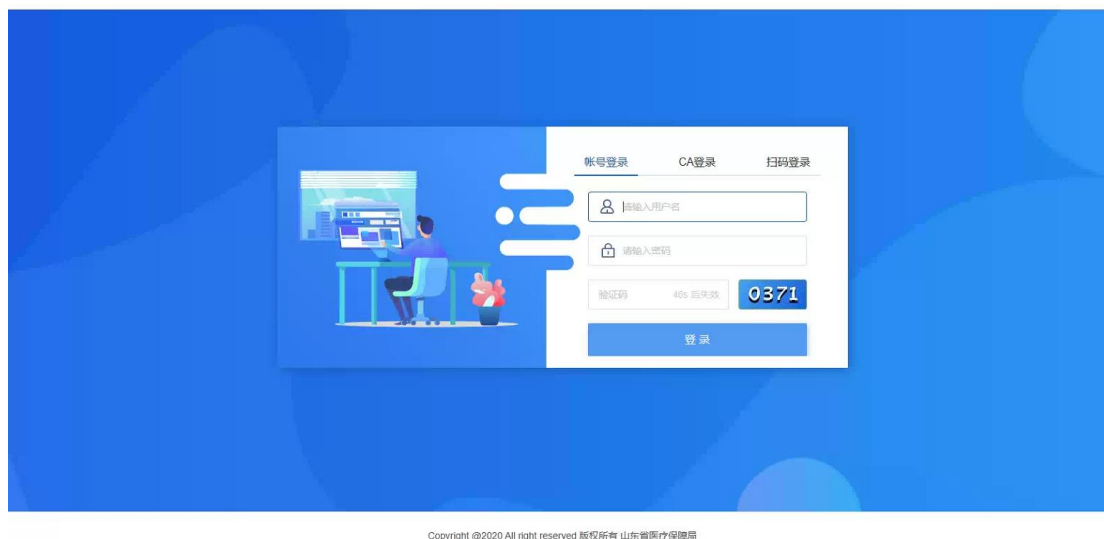 帐号登录 CA登录 扫码登录
请输入用户名
请输入密码
验证码 46s 后失效 0371
登 录
Copyright @2020 All right reserved 版权所有 山东省医疗保障局